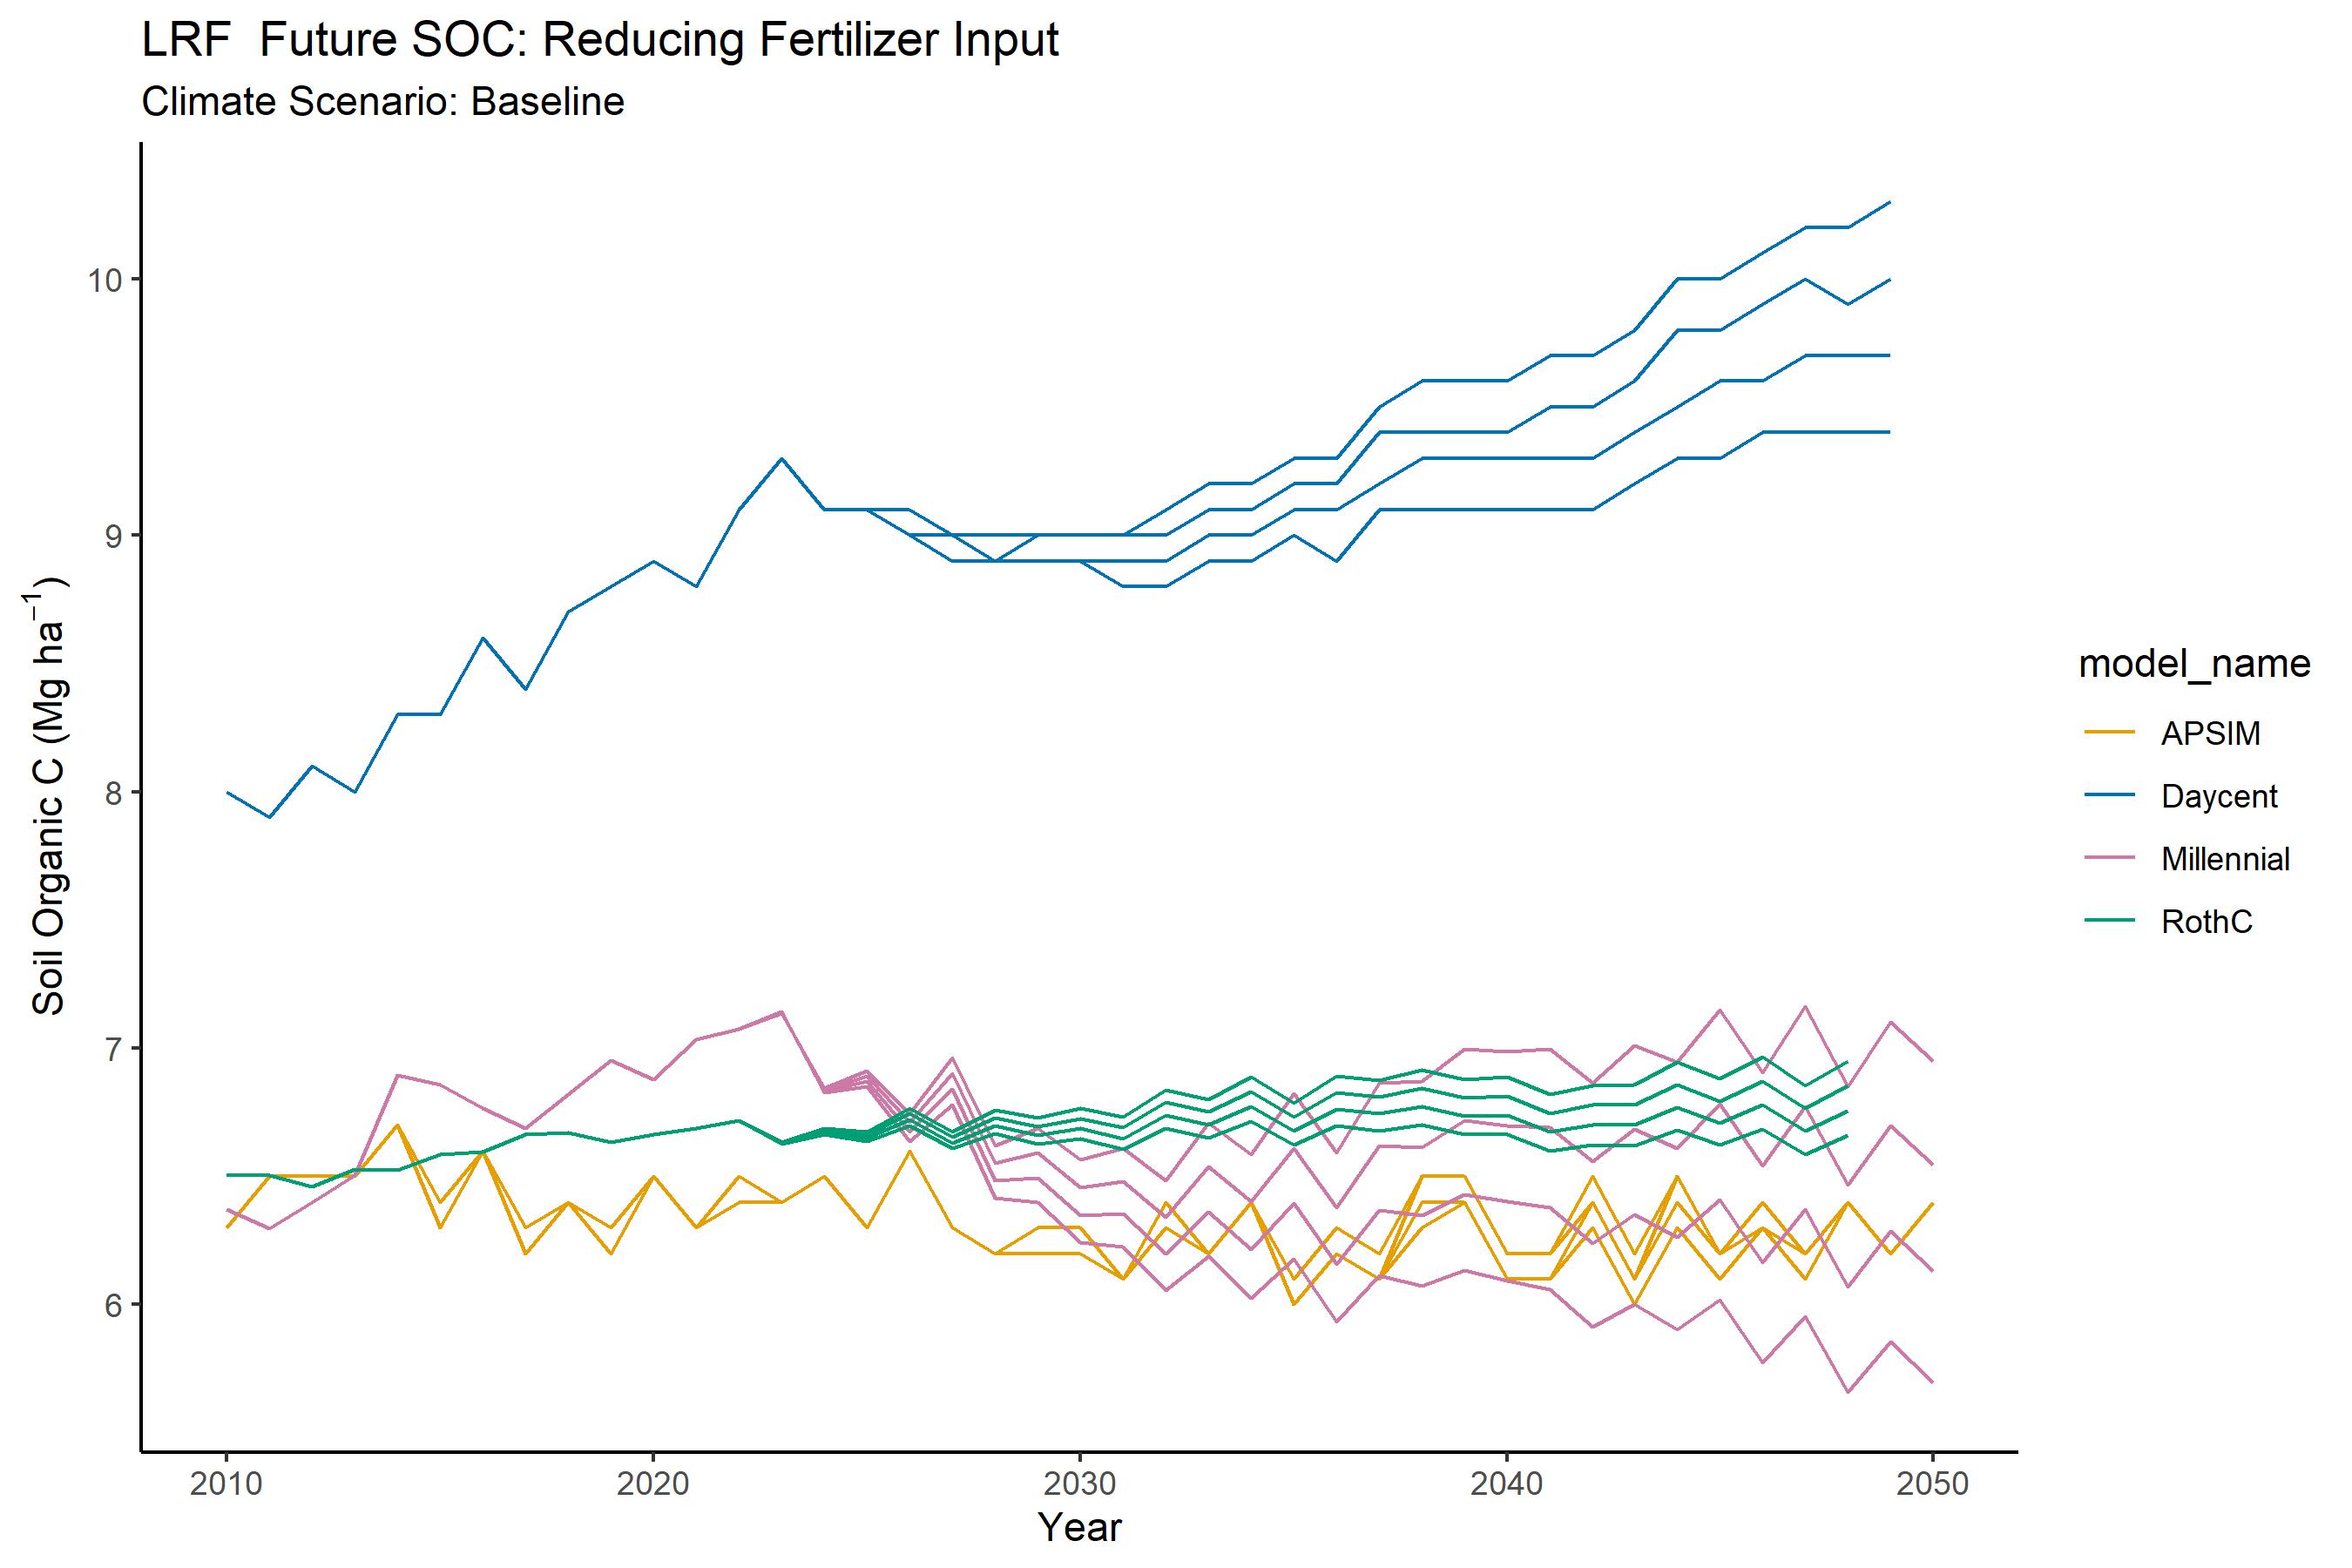 LRF  Future SOC: Reducing Fertilizer Input
Climate Scenario: Baseline
Soil Organic C (Mg ha⁻¹)
10
9
8
7
6
2010 2020 2030 2040 2050
Year
model_name
APSIM
Daycent
Millennial
RothC